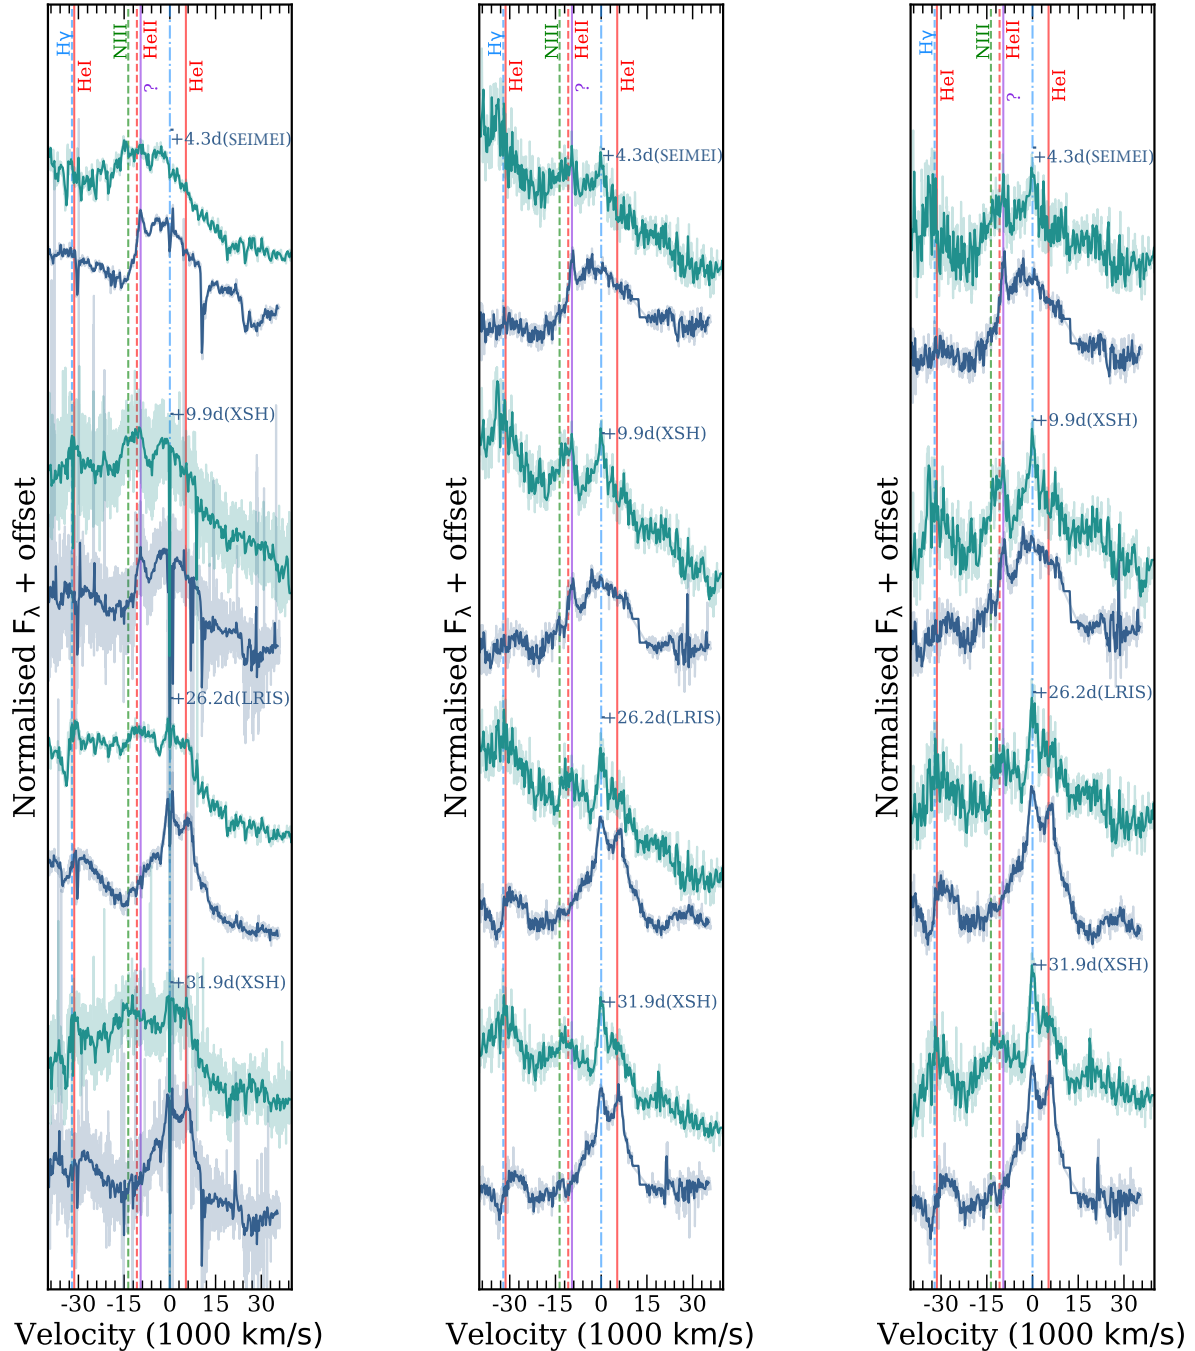 Hγ HeI NIII HeII ? HeI
+4.3d(SEIMEI)
+9.9d(XSH)
+26.2d(LRIS)
+31.9d(XSH)
Normalised Fλ + offset
-30 -15 0 15 30
Velocity (1000 km/s)
Hγ HeI NIII HeII ? HeI
+4.3d(SEIMEI)
+9.9d(XSH)
+26.2d(LRIS)
+31.9d(XSH)
Normalised Fλ + offset
-30 -15 0 15 30
Velocity (1000 km/s)
Hγ HeI NIII HeII ? HeI
+4.3d(SEIMEI)
+9.9d(XSH)
+26.2d(LRIS)
+31.9d(XSH)
Normalised Fλ + offset
-30 -15 0 15 30
Velocity (1000 km/s)